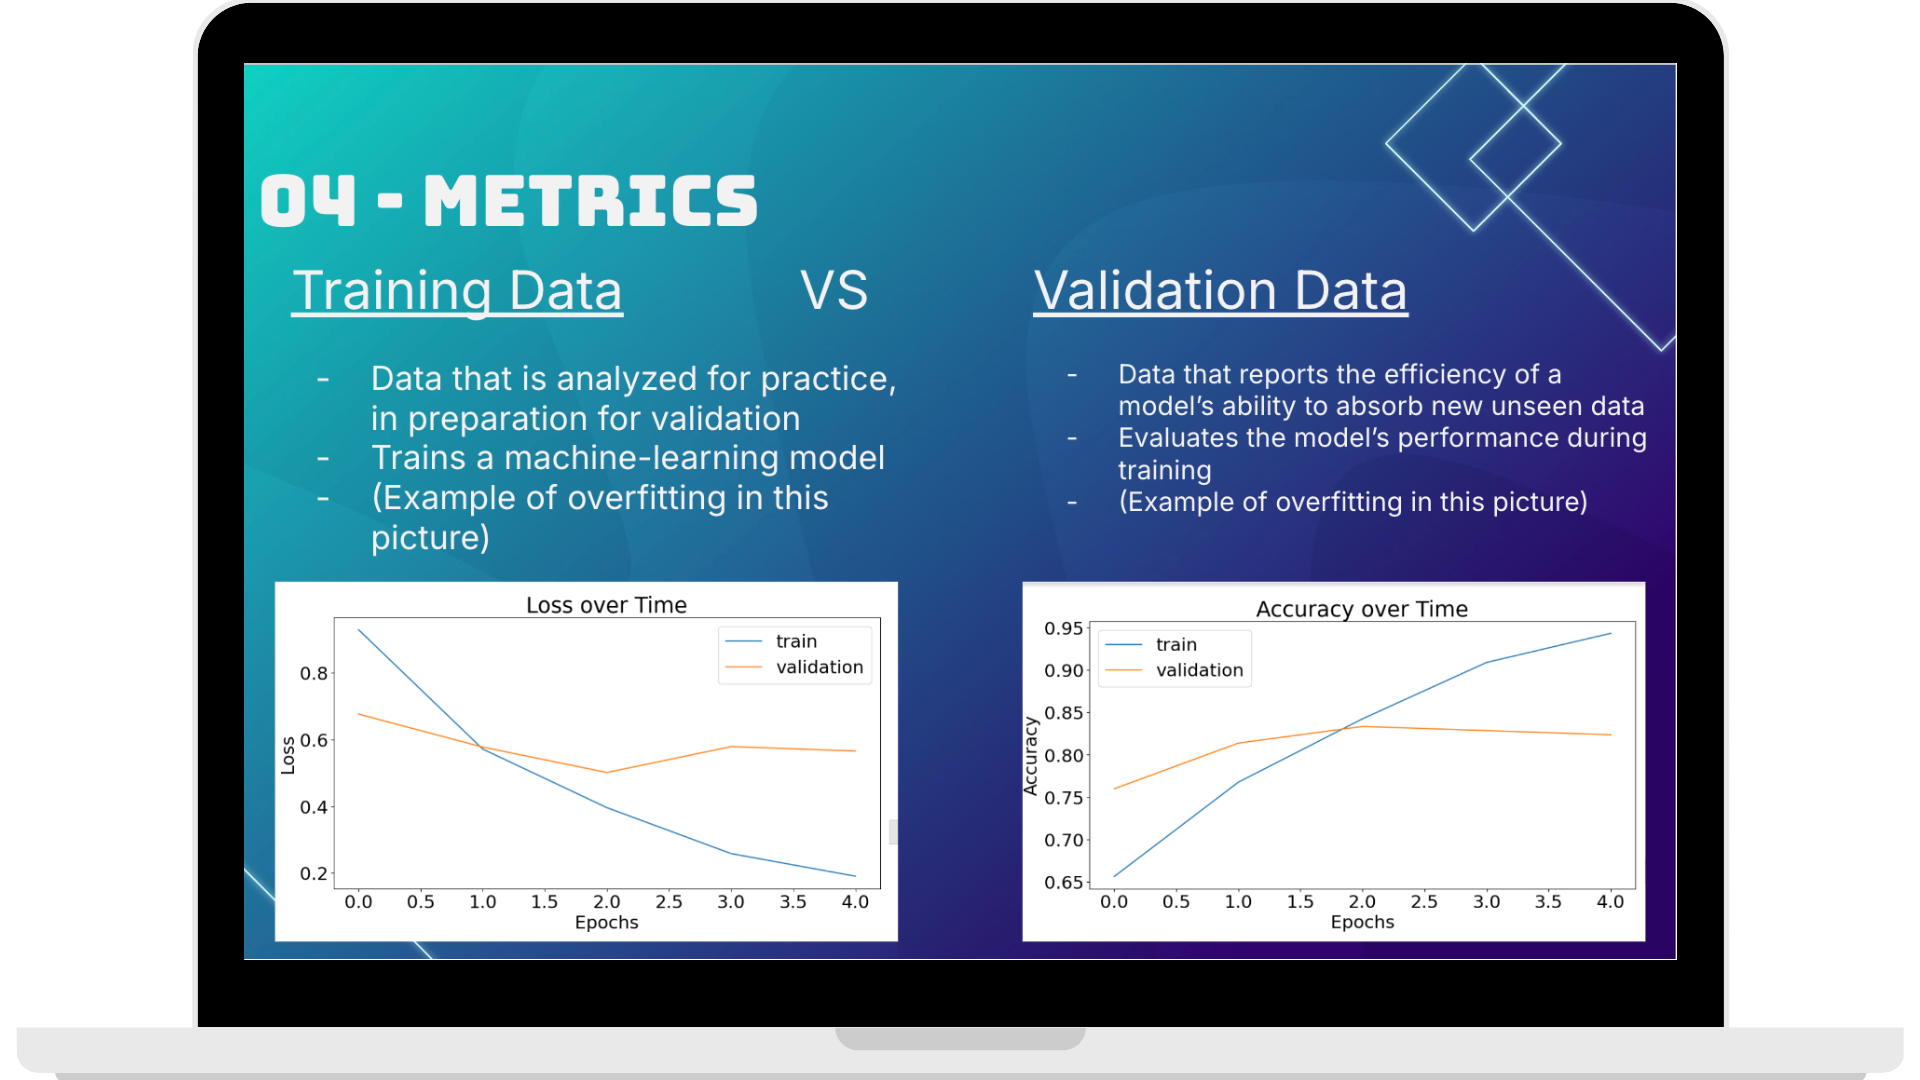 04 - METRICS
Training Data
VS
Validation Data
- Data that is analyzed for practice,
in preparation for validation
- Trains a machine-learning model
- (Example of overfitting in this
picture)
- Data that reports the efficiency of a
model’s ability to absorb new unseen data
- Evaluates the model’s performance during
training
- (Example of overfitting in this picture)
Loss over Time
train
validation
Loss
0.8
0.6
0.4
0.2
0.0 0.5 1.0 1.5 2.0 2.5 3.0 3.5 4.0
Epochs
Accuracy over Time
train
validation
Accuracy
0.95
0.90
0.85
0.80
0.75
0.70
0.65
0.0 0.5 1.0 1.5 2.0 2.5 3.0 3.5 4.0
Epochs